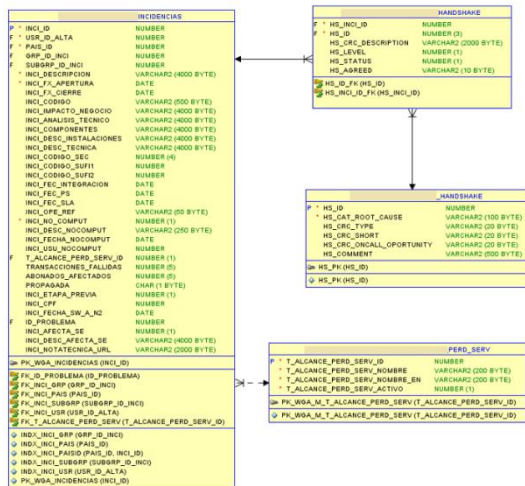 INCIDENCIAS
P * INCI_ID NUMBER
F * USR_ID_ALTA NUMBER
F * PAIS_ID NUMBER
F GRP_ID_INCI NUMBER
F SUBGRP_ID_INCI NUMBER
* INCI_DESCRIPCION VARCHAR2 (4000 BYTE)
* INCI_FX_APERTURA DATE
INCI_FX_CIERRE DATE
INCI_CODIGO VARCHAR2 (500 BYTE)
INCI_IMPACTO_NEGOCIO VARCHAR2 (4000 BYTE)
INCI_ANALISIS_TECNICO VARCHAR2 (4000 BYTE)
INCI_COMPONENTES VARCHAR2 (4000 BYTE)
INCI_DESC_INSTALACIONES VARCHAR2 (4000 BYTE)
INCI_DESC_TECNICA VARCHAR2 (4000 BYTE)
INCI_CODIGO_SEC NUMBER (4)
INCI_CODIGO_SUFI1 NUMBER
INCI_CODIGO_SUFI2 NUMBER
INCI_FEC_INTEGRACION DATE
INCI_FEC_PS DATE
INCI_FEC_SLA DATE
INCI_OPE_REF VARCHAR2 (50 BYTE)
* INCI_NO_COMPUT NUMBER (1)
INCI_DESC_NOCOMPUT VARCHAR2 (250 BYTE)
INCI_FECHA_NOCOMPUT DATE
INCI_USU_NOCOMPUT NUMBER
F T_ALCANCE_PERD_SERV_ID NUMBER (1)
TRANSACCIONES_FALLIDAS NUMBER (5)
ABONADOS_AFECTADOS NUMBER (5)
PROPAGADA CHAR (1 BYTE)
INCI_ETAPA_PREVIA NUMBER (1)
INCI_CPF NUMBER
INCI_FECHA_SW_A_N2 DATE
F ID_PROBLEMA NUMBER
INCI_AFECTA_SE NUMBER (1)
INCI_DESC_AFECTA_SE VARCHAR2 (4000 BYTE)
INCI_NOTATECNICA_URL VARCHAR2 (2000 BYTE)
PK_WGA_INCIDENCIAS (INCI_ID)
FK_ID_PROBLEMA (ID_PROBLEMA)
FK_INCI_GRP (GRP_ID_INCI)
FK_INCI_PAIS (PAIS_ID)
FK_INCI_SUBGRP (SUBGRP_ID_INCI)
FK_INCI_USR (USR_ID_ALTA)
FK_T_ALCANCE_PERD_SERV (T_ALCANCE_PERD_SERV_ID)
INDX_INCI_GRP (GRP_ID_INCI)
INDX_INCI_PAIS (PAIS_ID)
INDX_INCI_PAISID (PAIS_ID, INCI_ID)
INDX_INCI_SUBGRP (SUBGRP_ID_INCI)
INDX_INCI_USR (USR_ID_ALTA)
PK_WGA_INCIDENCIAS (INCI_ID)
HANDSHAKE
F * HS_INCI_ID NUMBER
F * HS_ID NUMBER (3)
HS_CRC_DESCRIPTION VARCHAR2 (2000 BYTE)
HS_LEVEL NUMBER (1)
HS_STATUS NUMBER (1)
HS_AGREED VARCHAR2 (10 BYTE)
HS_ID_FK (HS_ID)
HS_INCI_ID_FK (HS_INCI_ID)
_HANDSHAKE
P * HS_ID NUMBER
* HS_CAT_ROOT_CAUSE VARCHAR2 (100 BYTE)
HS_CRC_TYPE VARCHAR2 (20 BYTE)
HS_CRC_SHORT VARCHAR2 (20 BYTE)
HS_CRC_ONCALL_OPORTUNITY VARCHAR2 (20 BYTE)
HS_COMMENT VARCHAR2 (500 BYTE)
HS_PK (HS_ID)
HS_PK (HS_ID)
PERD_SERV
P * T_ALCANCE_PERD_SERV_ID NUMBER
* T_ALCANCE_PERD_SERV_NOMBRE VARCHAR2 (200 BYTE)
* T_ALCANCE_PERD_SERV_NOMBRE_EN VARCHAR2 (200 BYTE)
* T_ALCANCE_PERD_SERV_ACTIVO NUMBER (1)
PK_WGA_M_T_ALCANCE_PERD_SERV (T_ALCANCE_PERD_SERV_ID)
PK_WGA_M_T_ALCANCE_PERD_SERV (T_ALCANCE_PERD_SERV_ID)